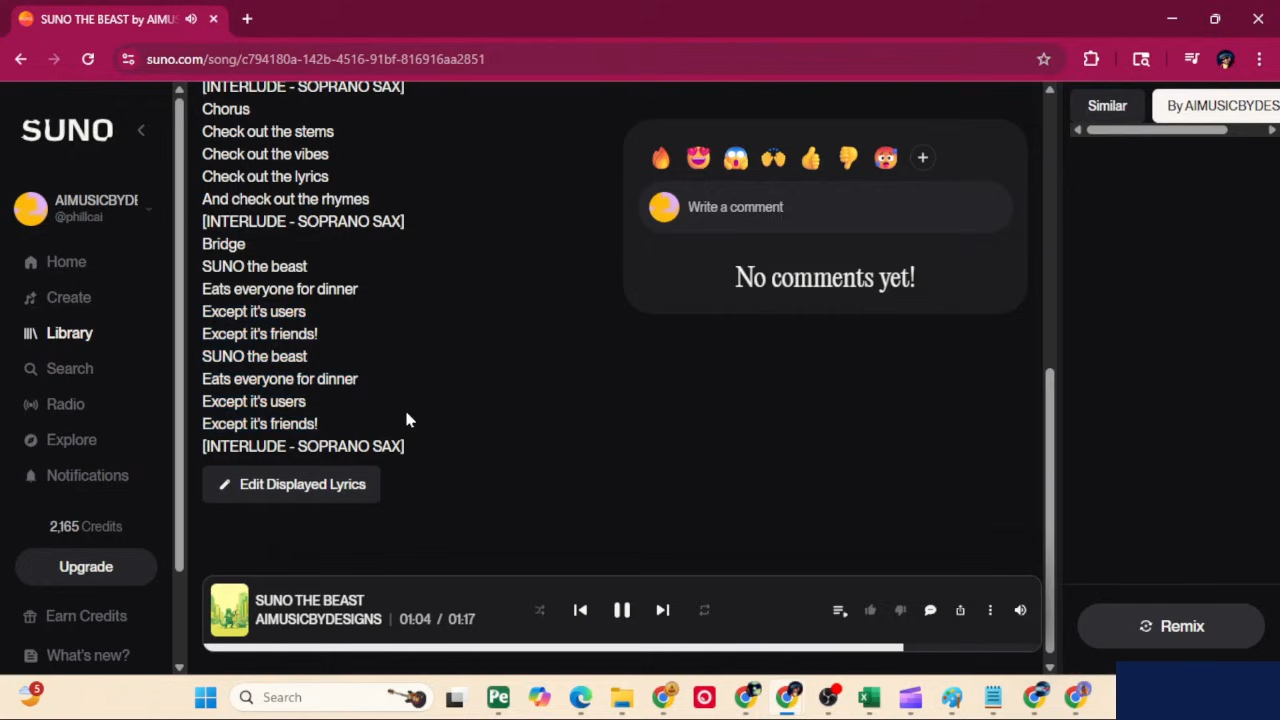 SUNO THE BEAST by AIMUS
suno.com/song/c794180a-142b-4516-91bf-816916aa2851
SUNO
AIMUSICBYDE
@phillcai
Home
Create
Library
Search
Radio
Explore
Notifications
2,165 Credits
Upgrade
Earn Credits
What's new?
[INTERLUDE - SOPRANO SAX]
Chorus
Check out the stems
Check out the vibes
Check out the lyrics
And check out the rhymes
[INTERLUDE - SOPRANO SAX]
Bridge
SUNO the beast
Eats everyone for dinner
Except it's users
Except it's friends!
SUNO the beast
Eats everyone for dinner
Except it's users
Except it's friends!
[INTERLUDE - SOPRANO SAX]
Edit Displayed Lyrics
Write a comment
No comments yet!
Similar
By AIMUSICBYDES
SUNO THE BEAST
AIMUSICBYDESIGNS | 01:04 / 01:17
Remix
5
Search
Pe